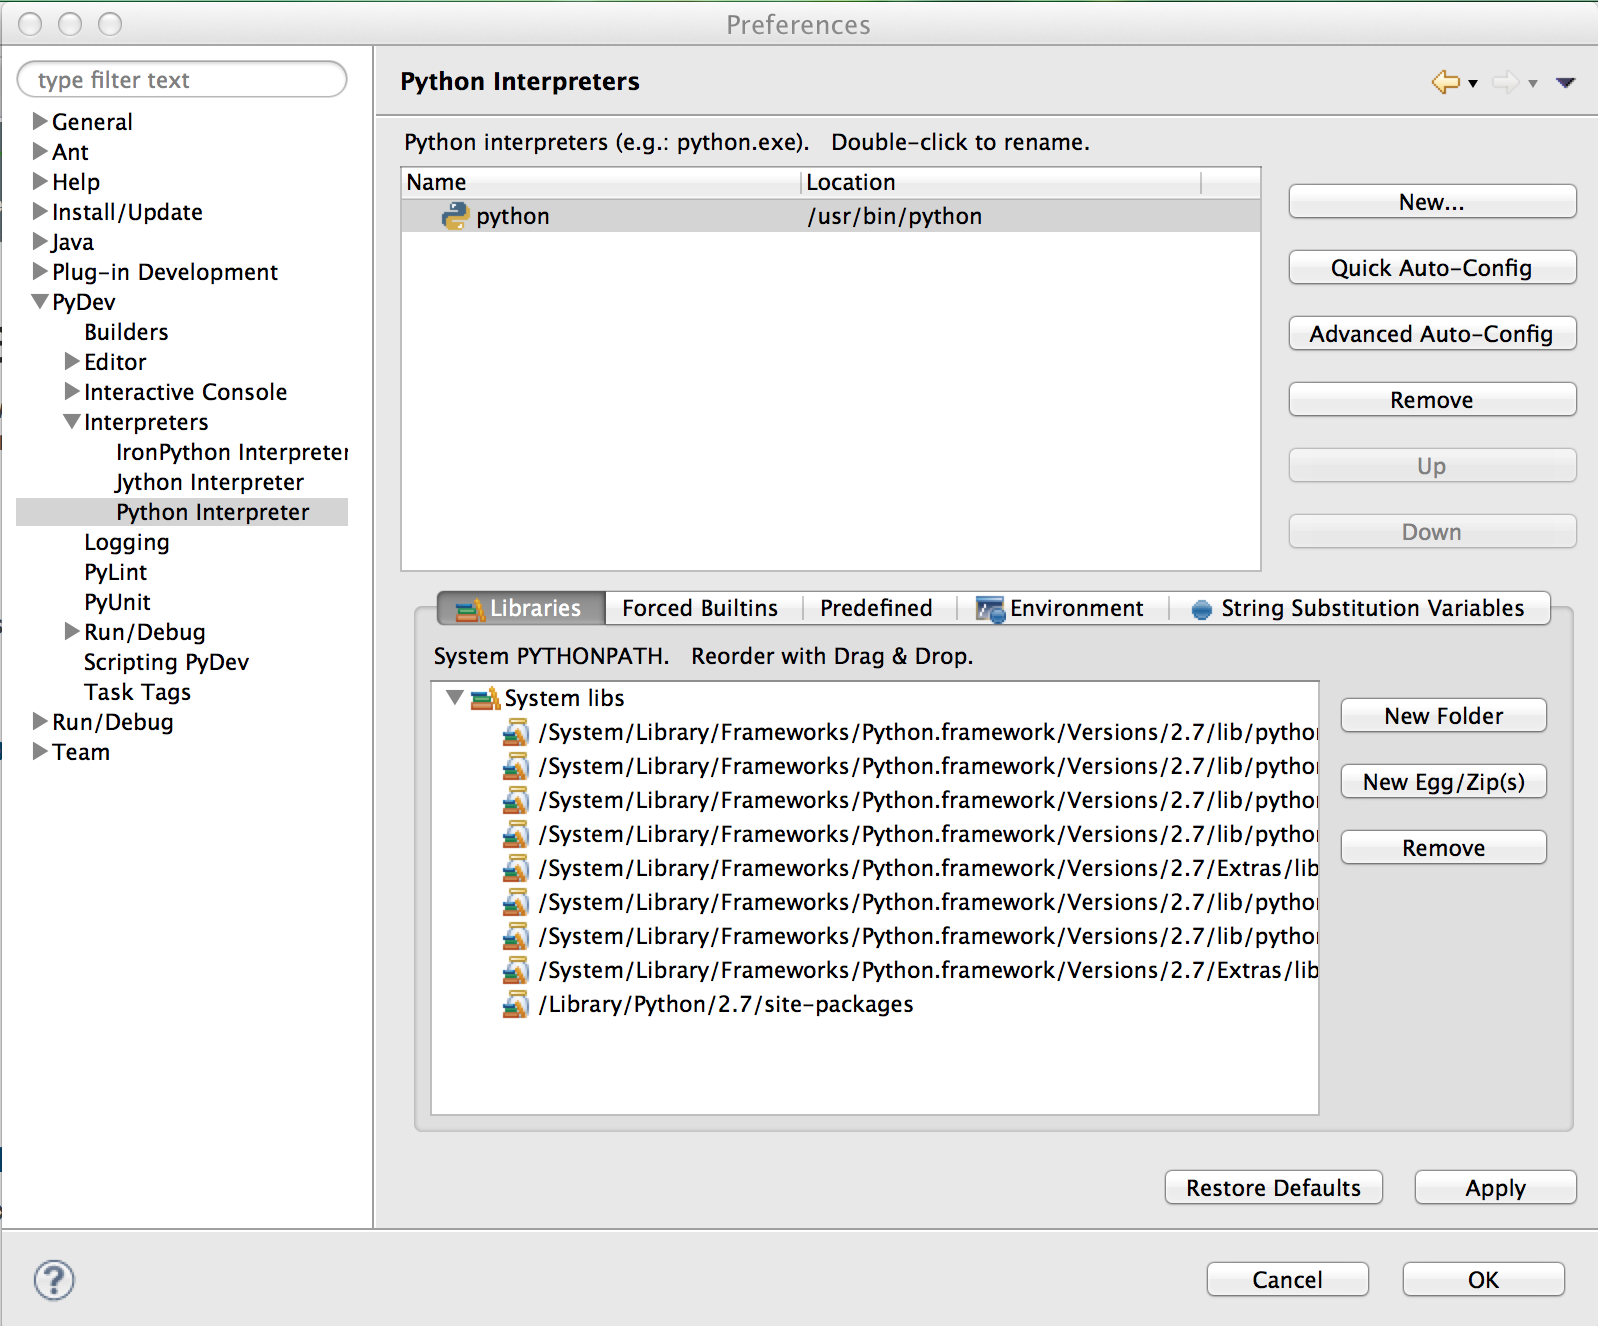 Preferences
type filter text
General
Ant
Help
Install/Update
Java
Plug-in Development
PyDev
Builders
Editor
Interactive Console
Interpreters
IronPython Interpreter
Jython Interpreter
Python Interpreter
Logging
PyLint
PyUnit
Run/Debug
Scripting PyDev
Task Tags
Run/Debug
Team
Python Interpreters
Python interpreters (e.g.: python.exe).   Double-click to rename.
Name Location
python /usr/bin/python
New...
Quick Auto-Config
Advanced Auto-Config
Remove
Up
Down
Libraries Forced Builtins Predefined Environment String Substitution Variables
System PYTHONPATH.   Reorder with Drag & Drop.
System libs
/System/Library/Frameworks/Python.framework/Versions/2.7/lib/pytho
/System/Library/Frameworks/Python.framework/Versions/2.7/lib/pytho
/System/Library/Frameworks/Python.framework/Versions/2.7/lib/pytho
/System/Library/Frameworks/Python.framework/Versions/2.7/lib/pytho
/System/Library/Frameworks/Python.framework/Versions/2.7/Extras/lib
/System/Library/Frameworks/Python.framework/Versions/2.7/lib/pytho
/System/Library/Frameworks/Python.framework/Versions/2.7/lib/pytho
/System/Library/Frameworks/Python.framework/Versions/2.7/Extras/lib
/Library/Python/2.7/site-packages
New Folder
New Egg/Zip(s)
Remove
Restore Defaults Apply
? Cancel OK